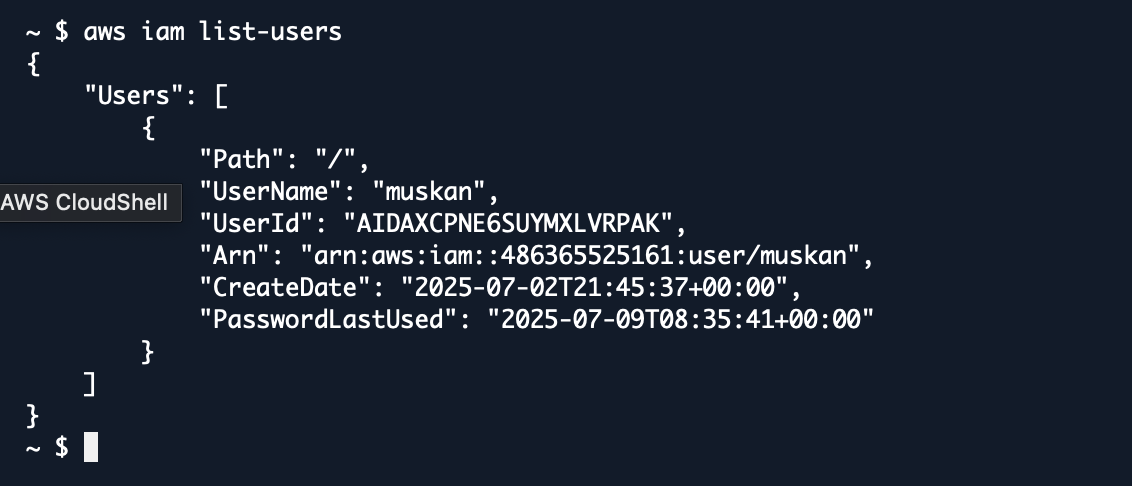 ~ $ aws iam list-users
{
    "Users": [
        {
            "Path": "/",
            "UserName": "muskan",
AWS CloudShell
            "UserId": "AIDAXCPNE6SUYMXLVRPAK",
            "Arn": "arn:aws:iam::486365525161:user/muskan",
            "CreateDate": "2025-07-02T21:45:37+00:00",
            "PasswordLastUsed": "2025-07-09T08:35:41+00:00"
        }
    ]
}
~ $